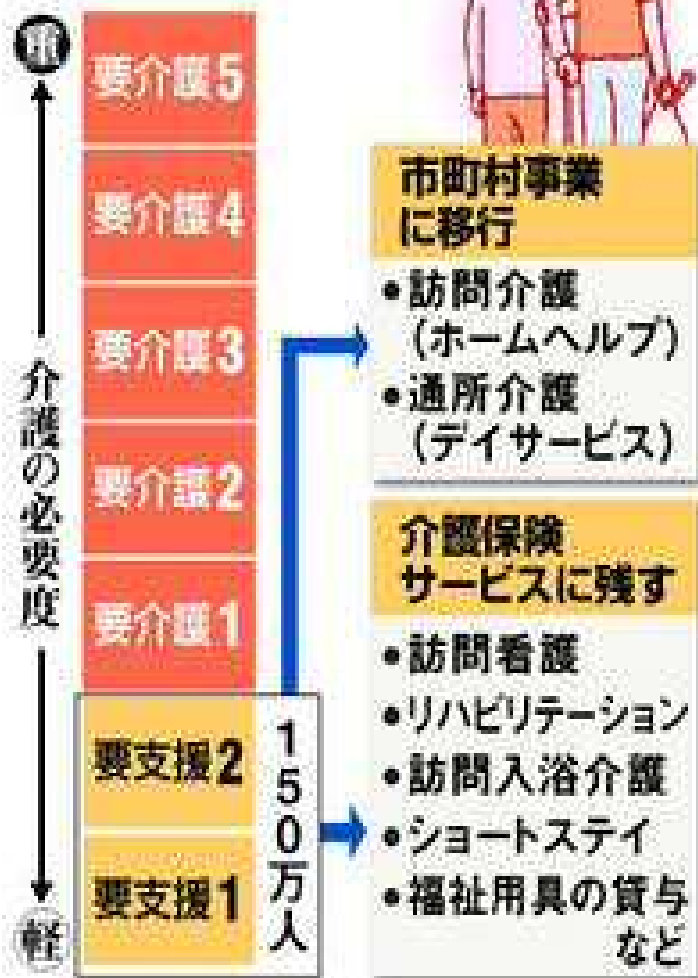 重
介護の必要度
軽
要介護5
要介護4
要介護3
要介護2
要介護1
要支援2
要支援1
150万人
市町村事業
に移行
•訪問介護
(ホームヘルプ)
•通所介護
(デイサービス)
介護保険
サービスに残す
•訪問看護
•リハビリテーション
•訪問入浴介護
•ショートステイ
•福祉用具の貸与
など